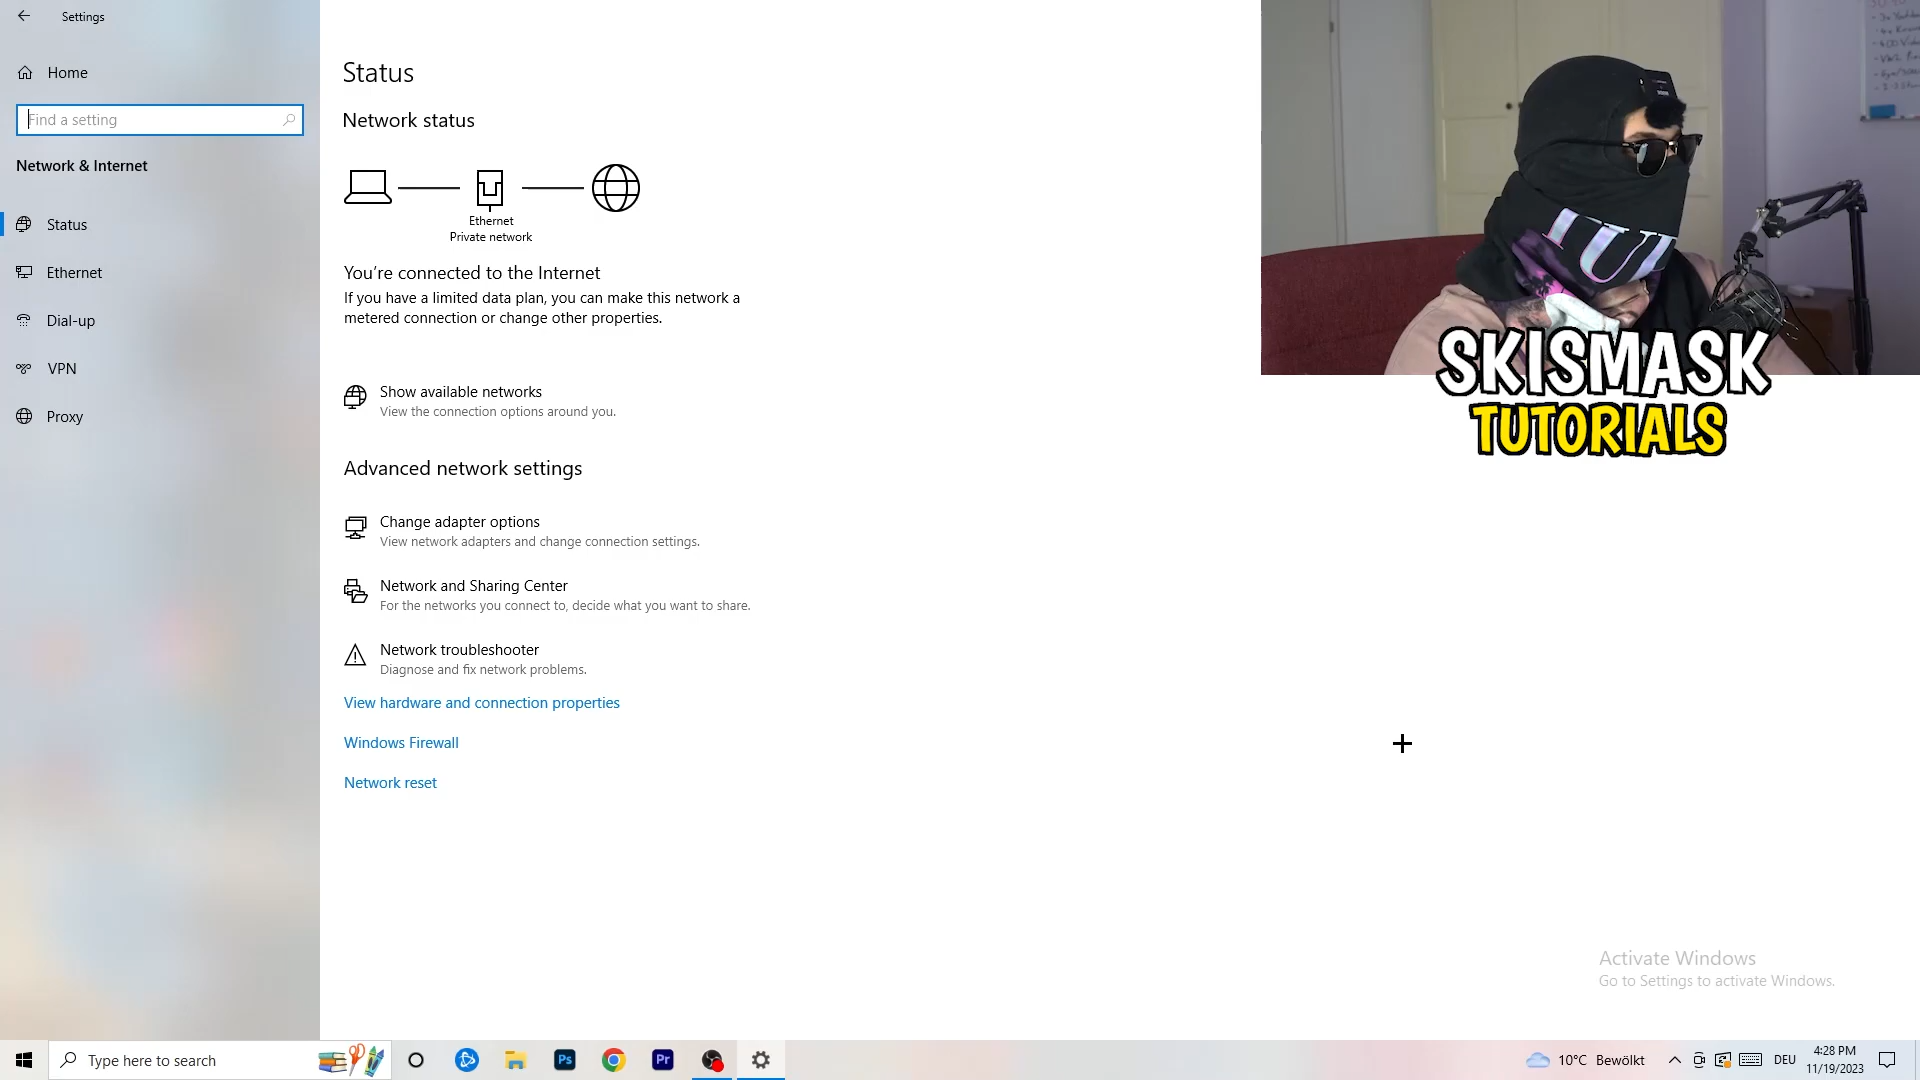 Settings
Home
Find a setting
Network & Internet
Status
Ethernet
Dial-up
VPN
Proxy
Status
Network status
Ethernet
Private network
You're connected to the Internet
If you have a limited data plan, you can make this network a
metered connection or change other properties.
Show available networks
View the connection options around you.
Advanced network settings
Change adapter options
View network adapters and change connection settings.
Network and Sharing Center
For the networks you connect to, decide what you want to share.
Network troubleshooter
Diagnose and fix network problems.
View hardware and connection properties
Windows Firewall
Network reset
SKISMASK
TUTORIALS
Activate Windows
Go to Settings to activate Windows.
Type here to search
Ps
Pr
10°C Bewölkt
DEU
4:28 PM
11/19/2023